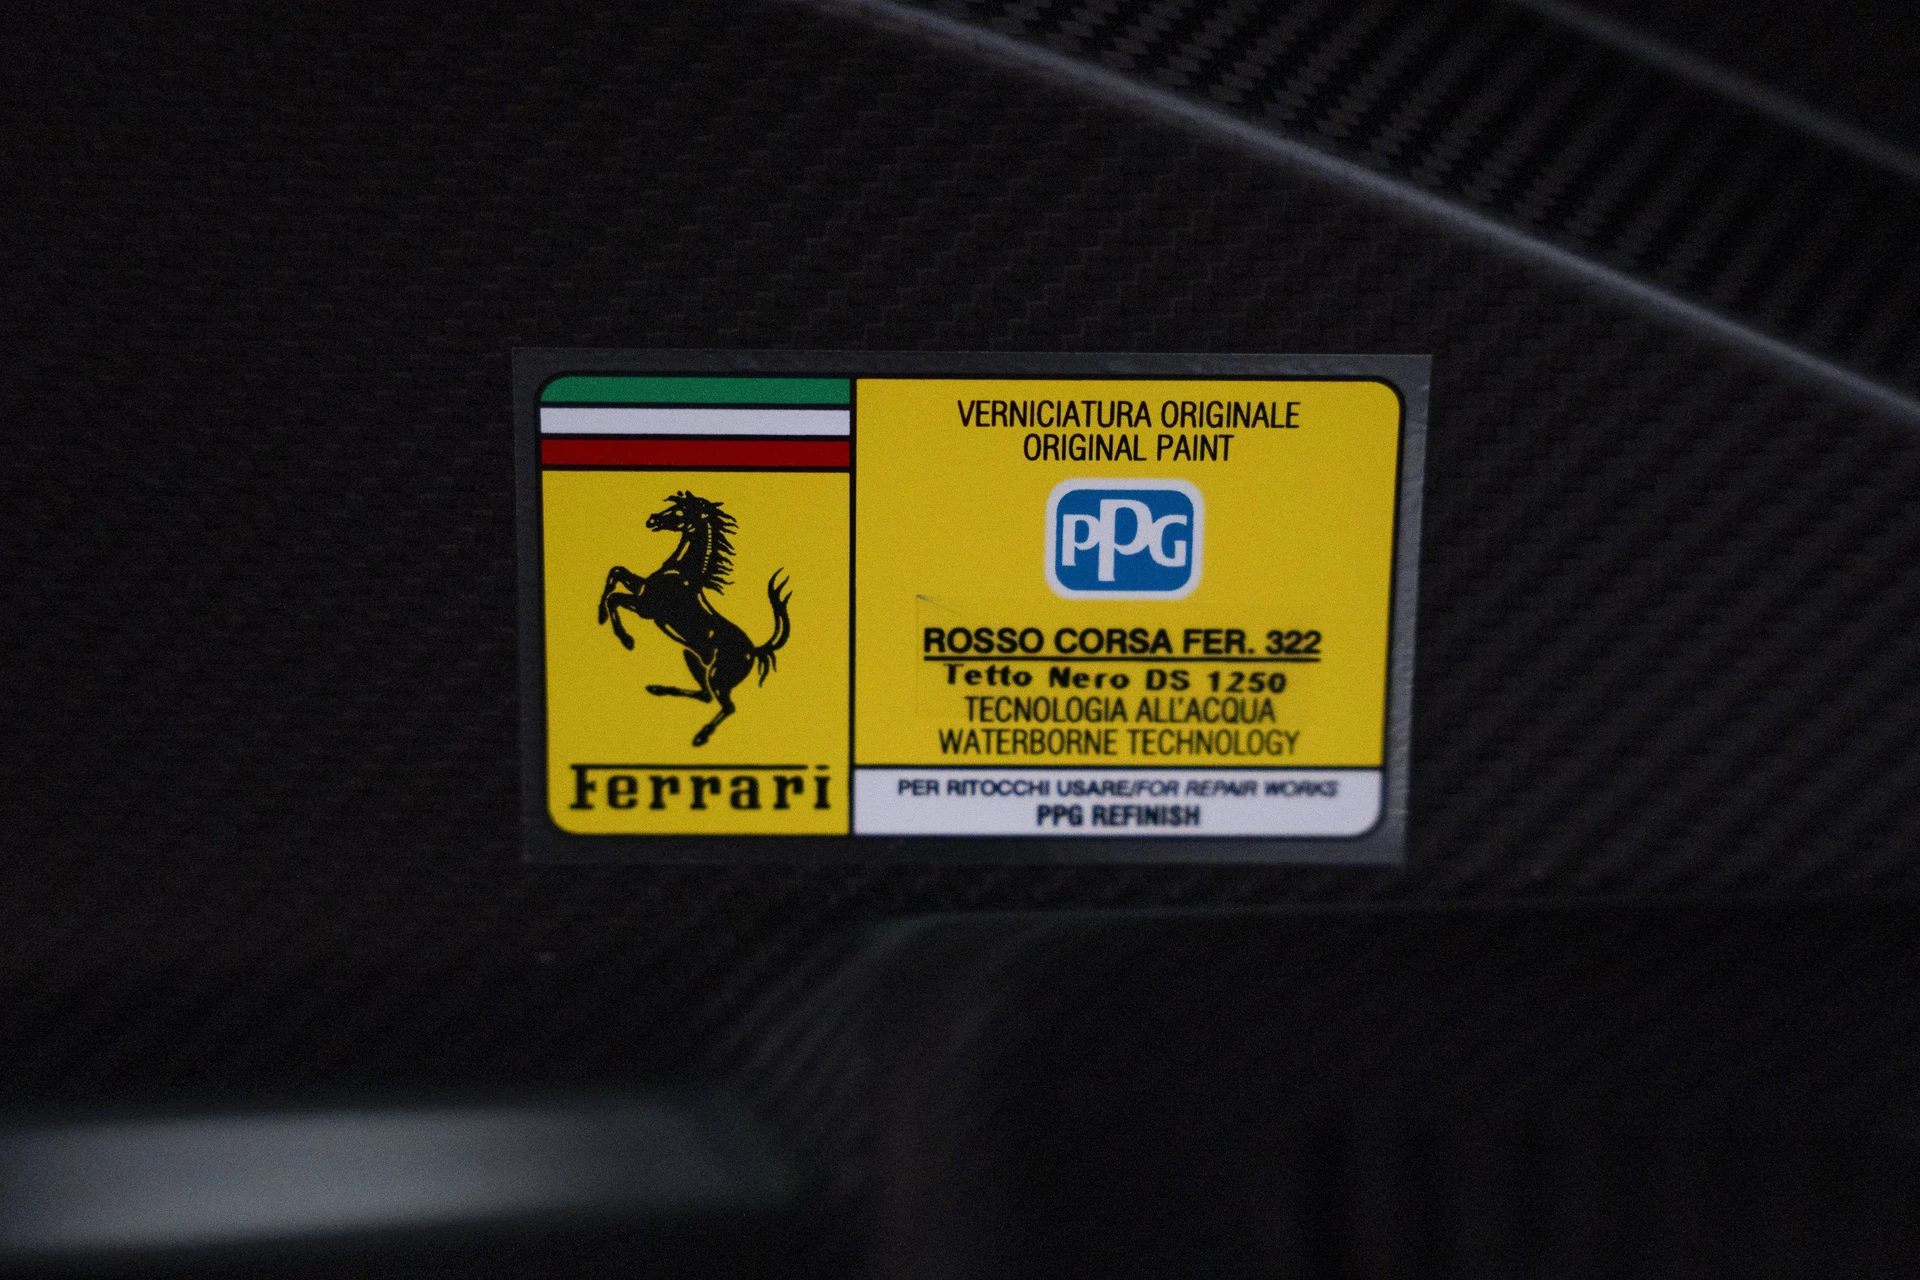 Ferrari
VERNICIATURA ORIGINALE
ORIGINAL PAINT
PPG
ROSSO CORSA FER. 322
Tetto Nero DS 1250
TECNOLOGIA ALL'ACQUA
WATERBORNE TECHNOLOGY
PER RITOCCHI USARE/FOR REPAIR WORKS
PPG REFINISH